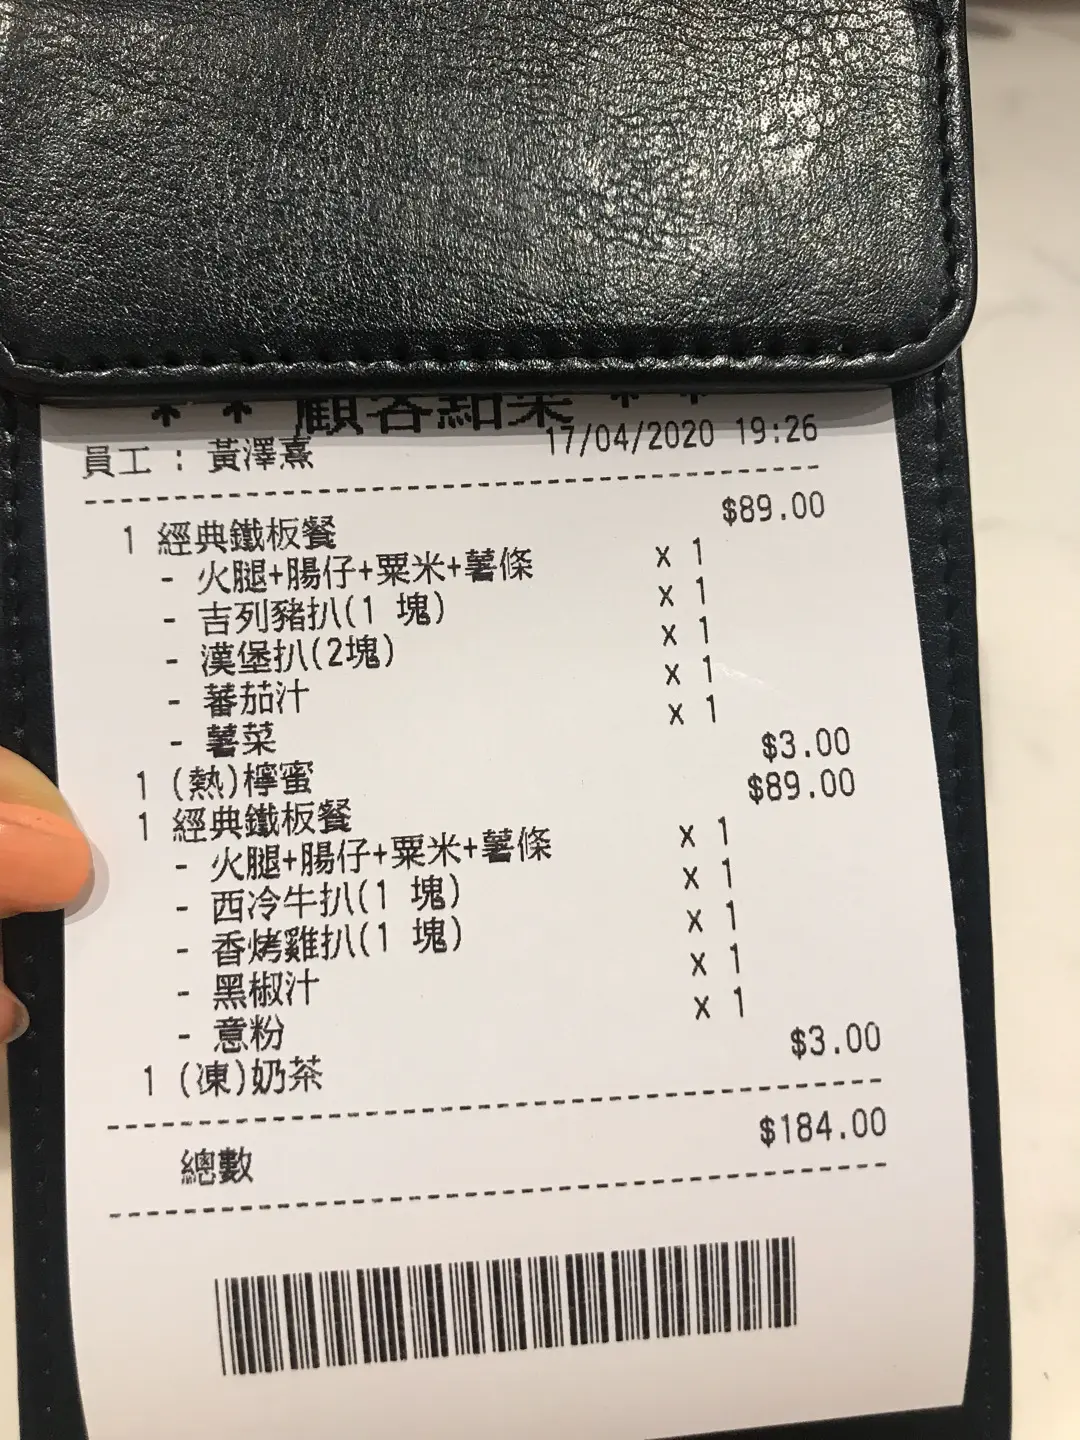 * * 顧客點菜 * *
員工 : 黃澤熹 17/04/2020 19:26
1 經典鐵板餐 $89.00
- 火腿+腸仔+粟米+薯條 x 1
- 吉列豬扒(1 塊) x 1
- 漢堡扒(2塊) x 1
- 蕃茄汁 x 1
- 薯菜 x 1
1 (熱)檸蜜 $3.00
1 經典鐵板餐 $89.00
- 火腿+腸仔+粟米+薯條 x 1
- 西冷牛扒(1 塊) x 1
- 香烤雞扒(1 塊) x 1
- 黑椒汁 x 1
- 意粉 x 1
1 (凍)奶茶 $3.00
總數 $184.00